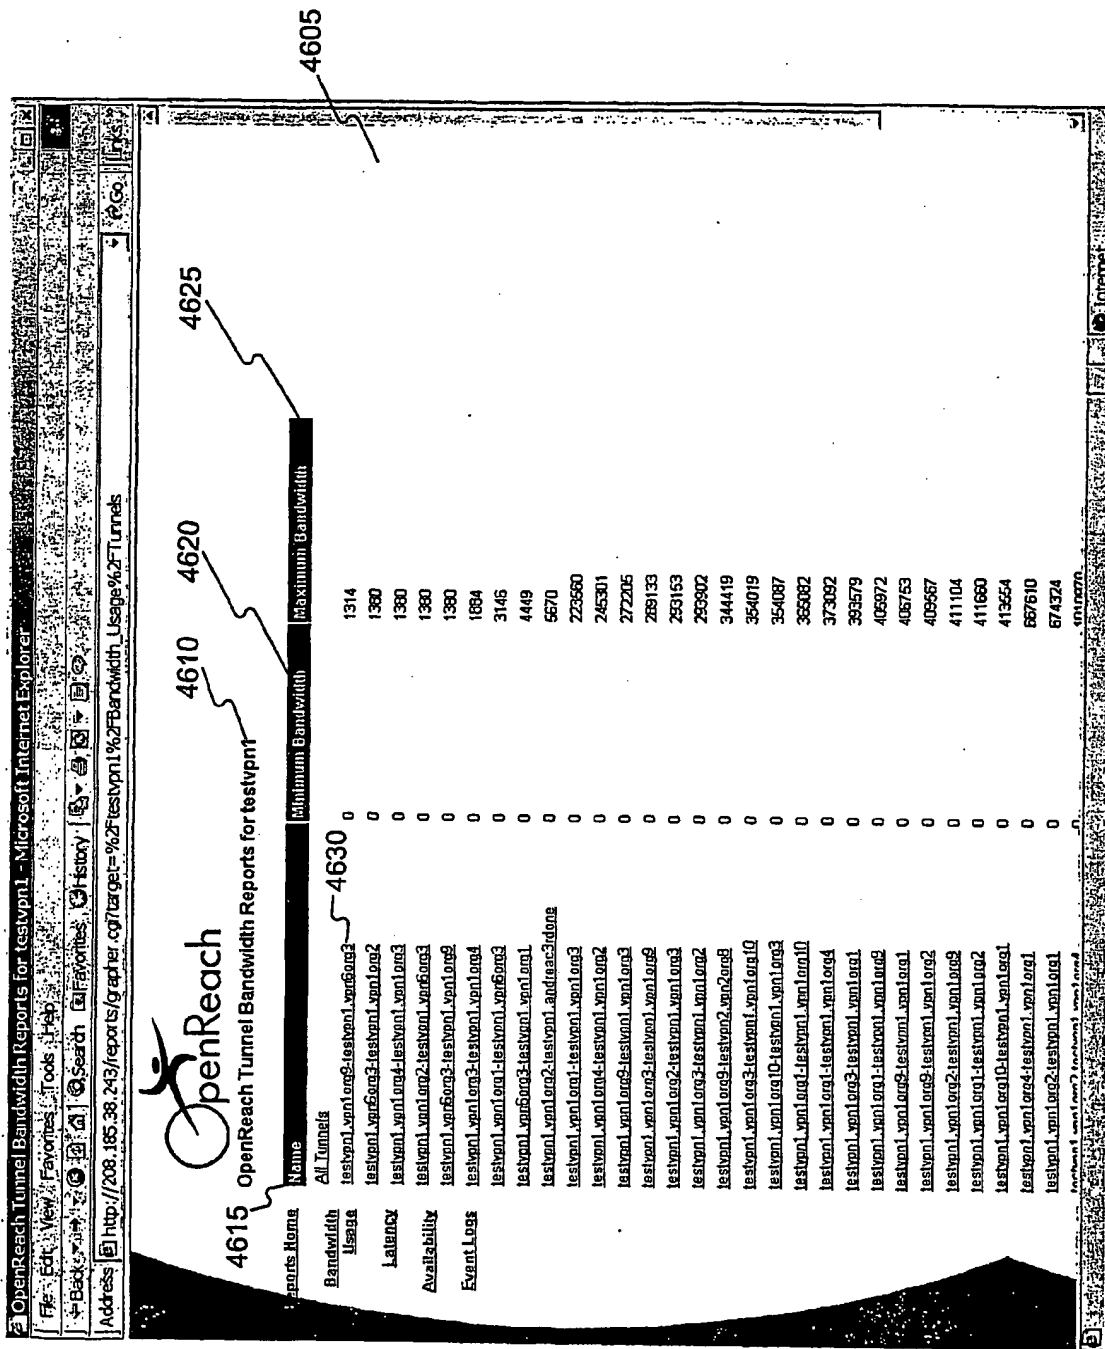 OpenReach Tunnel Bandwidth Reports for testvpn1 - Microsoft Internet Explorer
File Edit View Favorites Tools Help
Back Search Favorites History
Address http://208.185.38.243/reports/grapher.cgi?target=%2Ftestvpn1%2FBandwidth_Usage%2FTunnels Go Links
OpenReach
OpenReach Tunnel Bandwidth Reports for testvpn1
4605
4610
4615
4620
4625
4630
eports Home
Bandwidth Usage
Latency
Availability
Event Logs
Name Minimum Bandwidth Maximum Bandwidth
All Tunnels
testvpn1.vpn1org9-testvpn1.vpn6org3 0 1314
testvpn1.vpn6org3-testvpn1.vpn1org2 0 1380
testvpn1.vpn1org4-testvpn1.vpn1org3 0 1380
testvpn1.vpn1org2-testvpn1.vpn6org3 0 1380
testvpn1.vpn6org3-testvpn1.vpn1org9 0 1380
testvpn1.vpn1org3-testvpn1.vpn1org4 0 1884
testvpn1.vpn1org1-testvpn1.vpn6org3 0 3146
testvpn1.vpn6org3-testvpn1.vpn1org1 0 4449
testvpn1.vpn1org2-testvpn1.andreac3rdone 0 5670
testvpn1.vpn1org1-testvpn1.vpn1org3 0 223560
testvpn1.vpn1org4-testvpn1.vpn1org2 0 245301
testvpn1.vpn1org9-testvpn1.vpn1org3 0 272205
testvpn1.vpn1org3-testvpn1.vpn1org9 0 289133
testvpn1.vpn1org2-testvpn1.vpn1org3 0 293153
testvpn1.vpn1org3-testvpn1.vpn1org2 0 293902
testvpn1.vpn1org9-testvpn2.vpn2org8 0 344419
testvpn1.vpn1org3-testvpn1.vpn1org10 0 354019
testvpn1.vpn1org10-testvpn1.vpn1org3 0 354087
testvpn1.vpn1org1-testvpn1.vpn1org10 0 365082
testvpn1.vpn1org1-testvpn1.vpn1org4 0 373092
testvpn1.vpn1org3-testvpn1.vpn1org1 0 393579
testvpn1.vpn1org1-testvpn1.vpn1org9 0 405972
testvpn1.vpn1org9-testvpn1.vpn1org1 0 406753
testvpn1.vpn1org9-testvpn1.vpn1org2 0 409567
testvpn1.vpn1org2-testvpn1.vpn1org9 0 411104
testvpn1.vpn1org1-testvpn1.vpn1org2 0 411660
testvpn1.vpn1org10-testvpn1.vpn1org1 0 413554
testvpn1.vpn1org4-testvpn1.vpn1org1 0 667610
testvpn1.vpn1org2-testvpn1.vpn1org1 0 674324
Internet